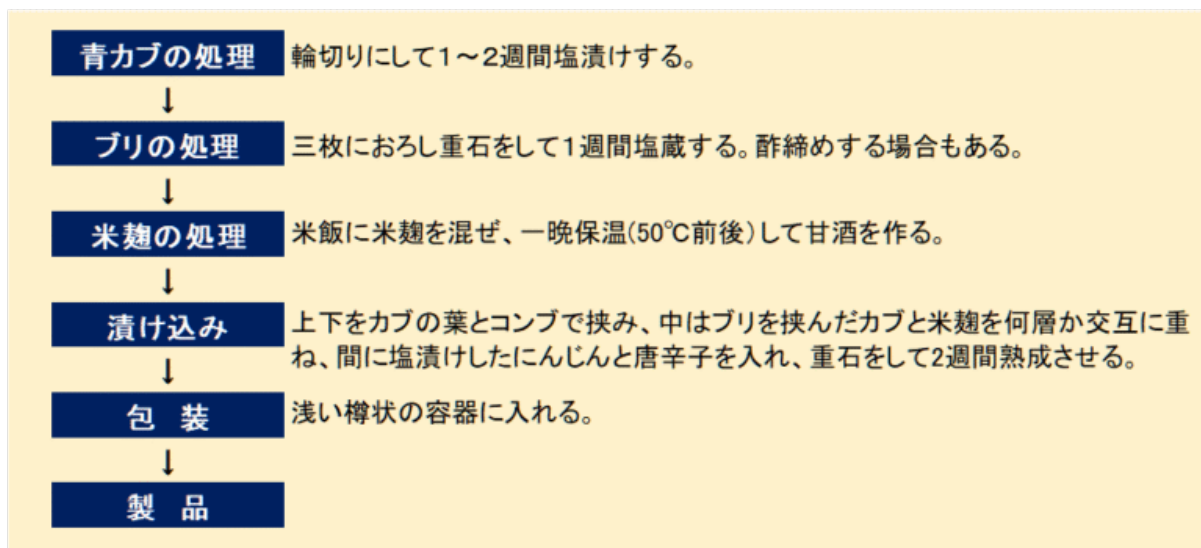 青カブの処理 輪切りにして1～2週間塩漬けする。
↓
ブリの処理 三枚におろし重石をして1週間塩蔵する。酢締めする場合もある。
↓
米麹の処理 米飯に米麹を混ぜ、一晩保温(50℃前後)して甘酒を作る。
↓
漬け込み 上下をカブの葉とコンブで挟み、中はブリを挟んだカブと米麹を何層か交互に重
ね、間に塩漬けしたにんじんと唐辛子を入れ、重石をして2週間熟成させる。
↓
包 装 浅い樽状の容器に入れる。
↓
製 品